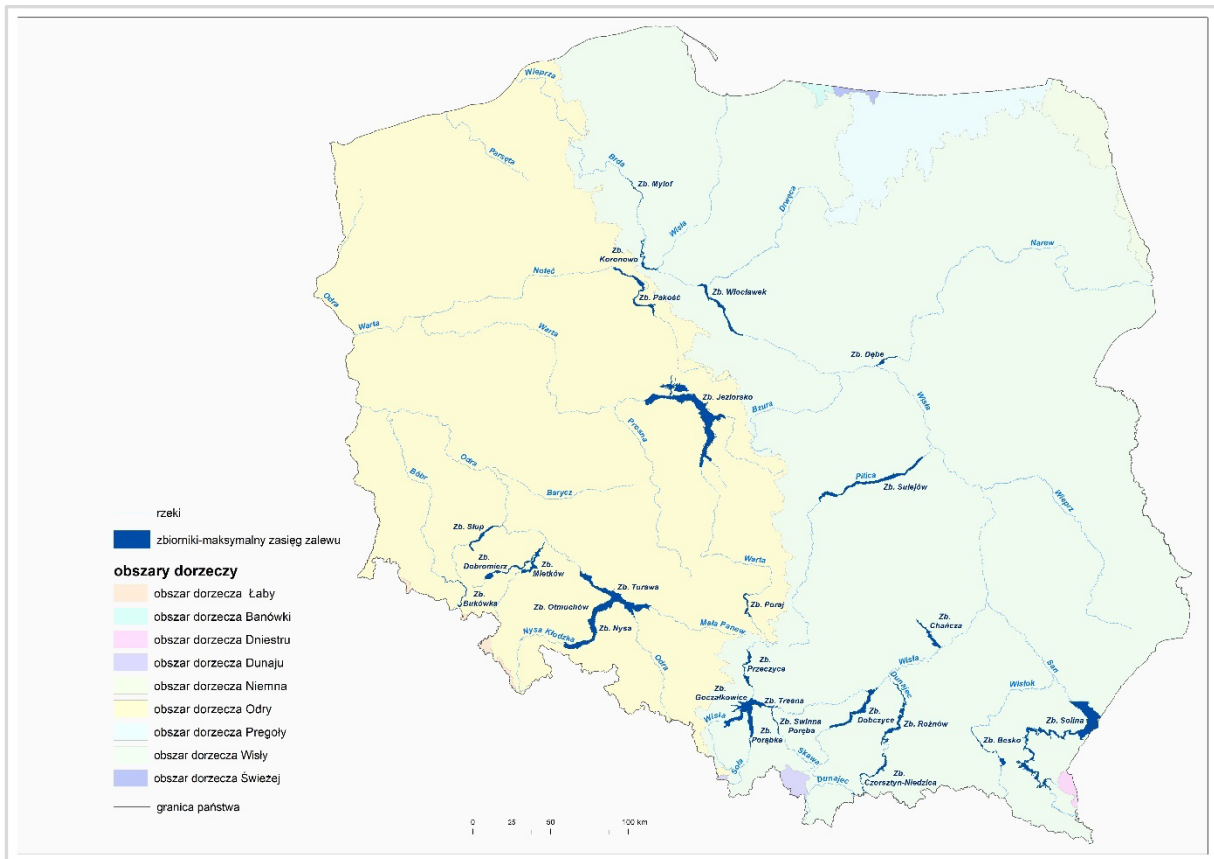 Wieprza
Parsęta
Brda
Zb. Mylof
Wisła
Drwęca
Narew
Zb.
Koronowo
Noteć
Zb. Pakość
Zb. Włocławek
Odra
Warta
Warta
Zb. Dębe
Wisła
Zb. Jeziorsko
Bzura
Prosna
Bóbr
Odra
Barycz
Pilica
Zb. Sulejów
Wieprz
Zb. Słup
Zb.
Dobromierz
Zb.
Mietków
Zb.
Bukówka
Warta
Zb. Turawa
Zb. Otmuchów
Zb. Poraj
Zb. Nysa
Nysa Kłodzka
Mała Panew
Odra
Zb.
Chańcza
Zb.
Przeczyce
Wisła
Dunajec
San
Wisłok
Zb.
Goczałkowice
Zb. Tresna
Wisła
Zb. Świnna
Poręba
Zb.
Porąbka
Zb.
Dobczyce
Zb. Rożnów
Zb. Solina
Zb. Besko
Soła
Skawa
Dunajec
Zb.
Czorsztyn-Niedzica
rzeki
zbiorniki-maksymalny zasięg zalewu
obszary dorzeczy
obszar dorzecza Łaby
obszar dorzecza Banówki
obszar dorzecza Dniestru
obszar dorzecza Dunaju
obszar dorzecza Niemna
obszar dorzecza Odry
obszar dorzecza Pregoły
obszar dorzecza Wisły
obszar dorzecza Świeżej
granica państwa
0 25 50 100 km